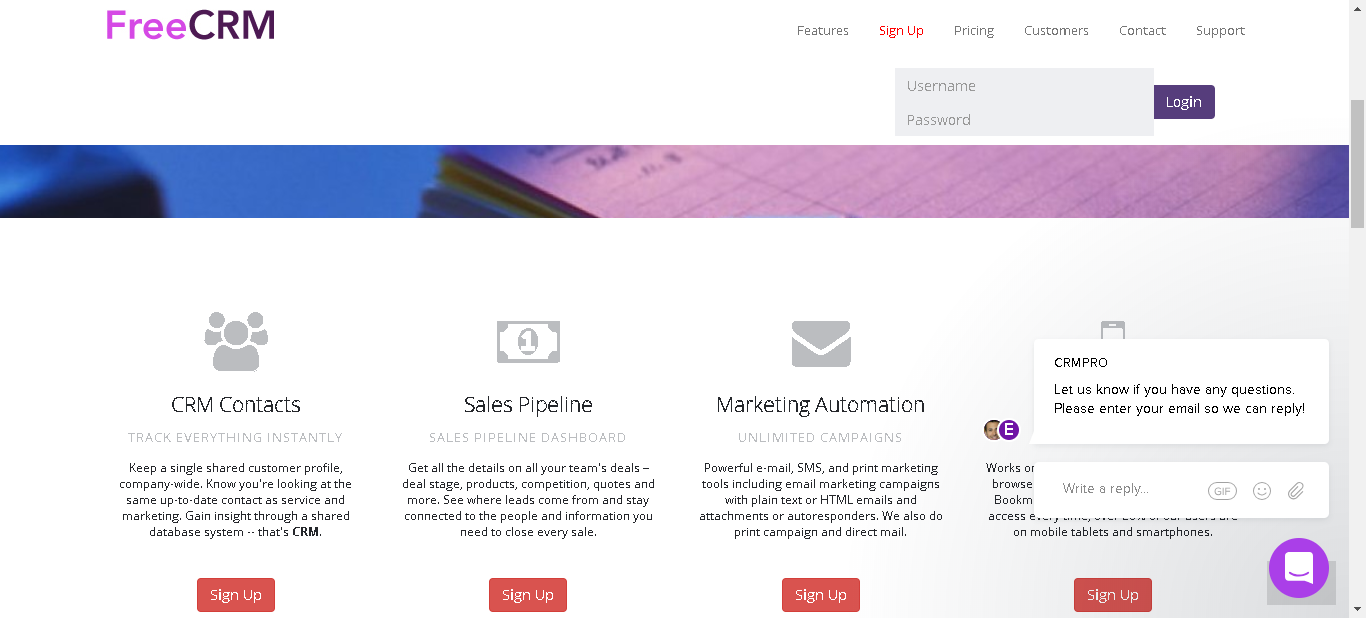 FreeCRM
Features Sign Up Pricing Customers Contact Support
Username
Login
Password
1
CRM Contacts
TRACK EVERYTHING INSTANTLY
Keep a single shared customer profile,
company-wide. Know you're looking at the
same up-to-date contact as service and
marketing. Gain insight through a shared
database system -- that's CRM.
Sign Up
Sales Pipeline
SALES PIPELINE DASHBOARD
Get all the details on all your team's deals –
deal stage, products, competition, quotes and
more. See where leads come from and stay
connected to the people and information you
need to close every sale.
Sign Up
Marketing Automation
UNLIMITED CAMPAIGNS
Powerful e-mail, SMS, and print marketing
tools including email marketing campaigns
with plain text or HTML emails and
attachments or autoresponders. We also do
print campaign and direct mail.
Sign Up
Works
browse
Bookm
access every time, over 20% of our users are
on mobile tablets and smartphones.
Sign Up
CRMPRO
Let us know if you have any questions.
Please enter your email so we can reply!
E
Write a reply...
GIF